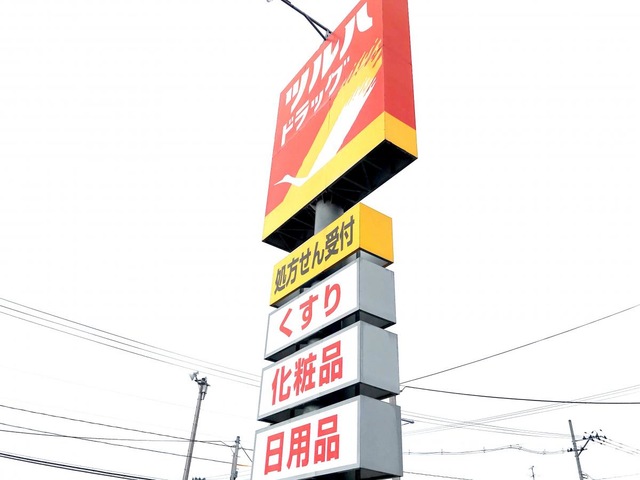 ツルハ
ドラッグ
処方せん受付
くすり
化粧品
日用品